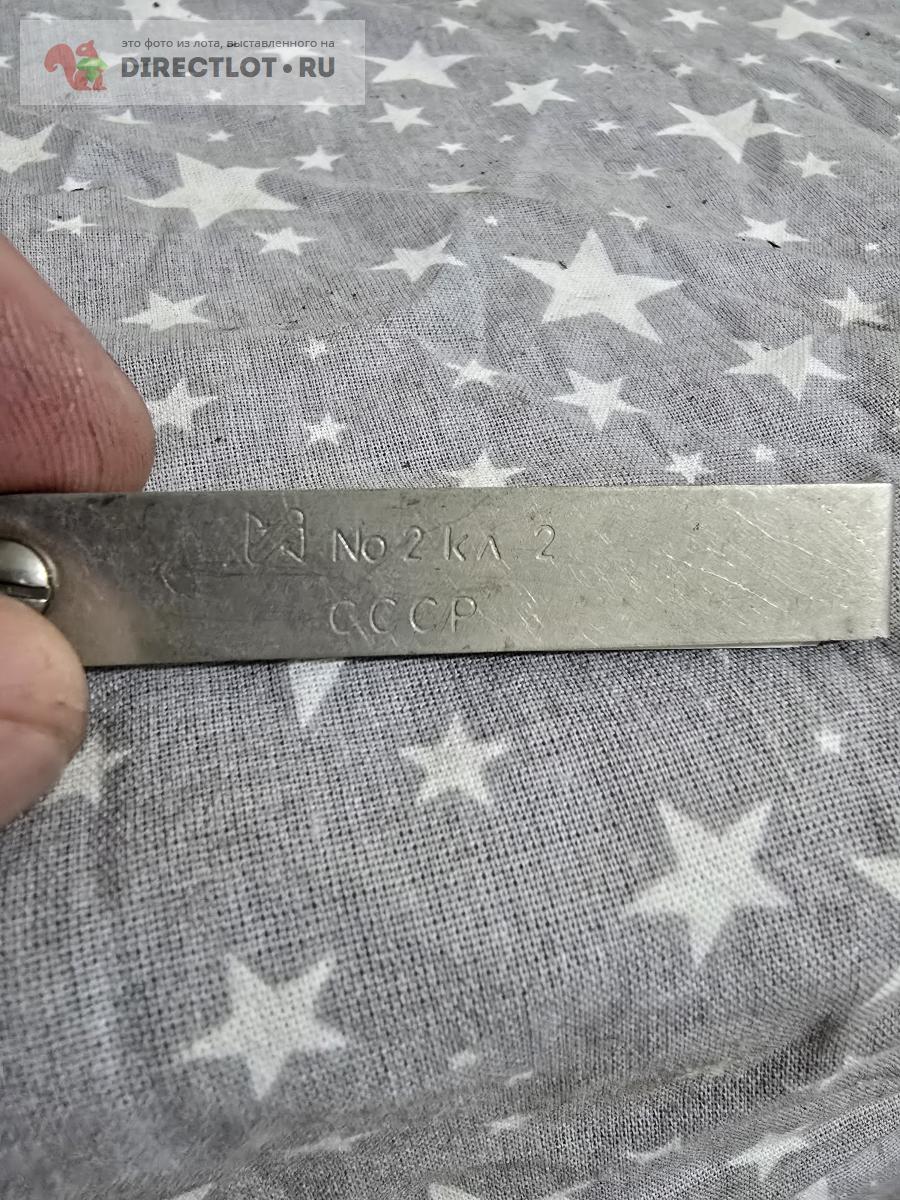 это фото из лота, выставленного на
DIRECTLOT.RU
№ 2 кл. 2
СССР